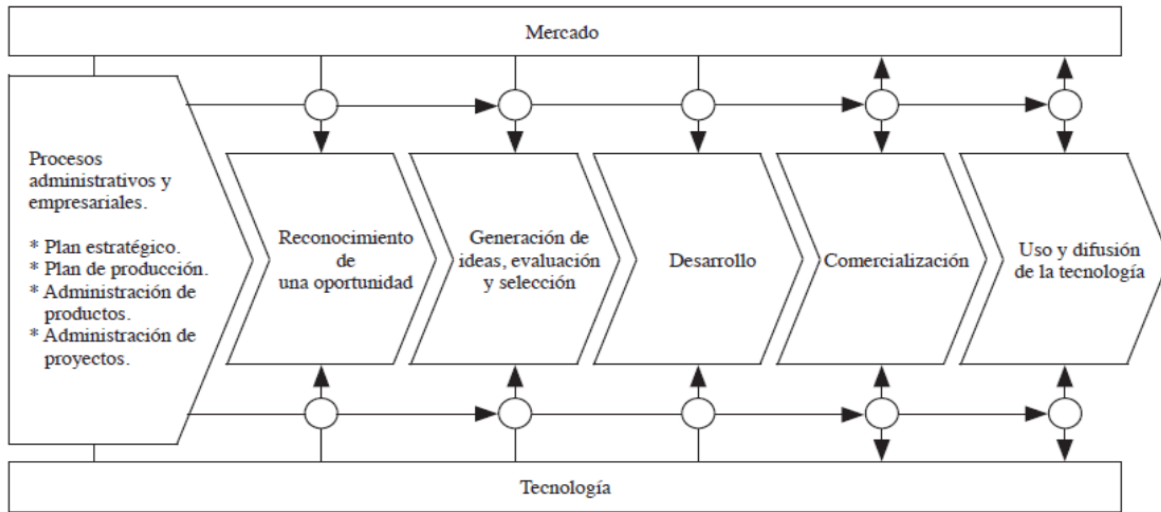 Mercado
Procesos
administrativos y
empresariales.
* Plan estratégico.
* Plan de producción.
* Administración de
productos.
* Administración de
proyectos.
Reconocimiento
de
una oportunidad
Generación de
ideas, evaluación
y selección
Desarrollo
Comercialización
Uso y difusión
de la tecnología
Tecnología